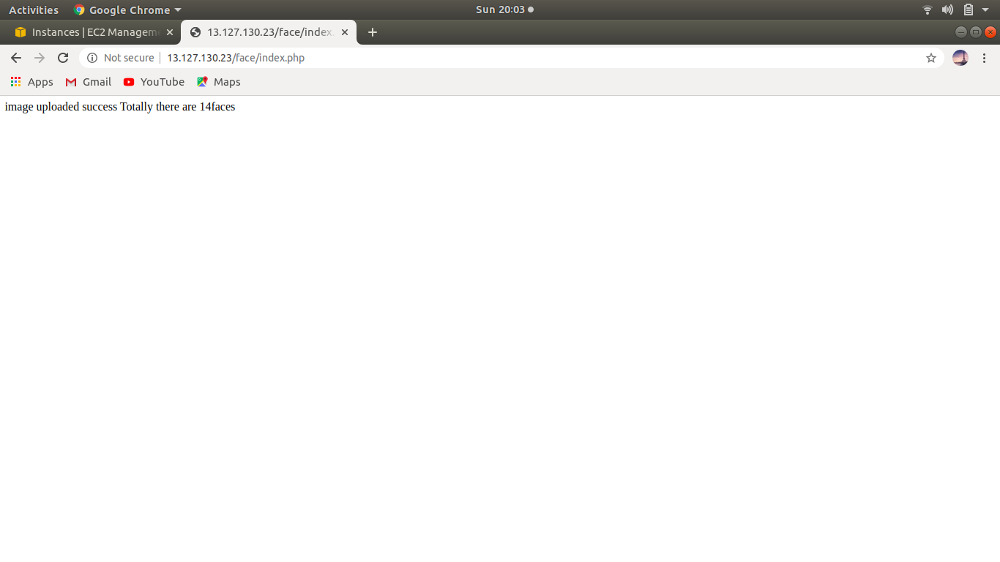 Activities Google Chrome Sun 20:03
Instances | EC2 Managem 13.127.130.23/face/index.
Not secure 13.127.130.23/face/index.php
Apps Gmail YouTube Maps
image uploaded success Totally there are 14faces